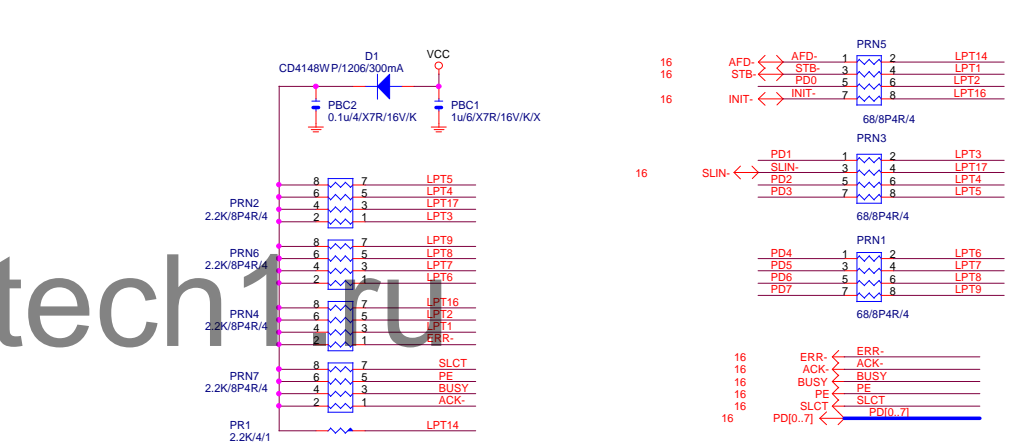 D1
VCC
CD4148WP/1206/300mA
PBC2
0.1u/4/X7R/16V/K
PBC1
1u/6/X7R/16V/K/X
8 7 LPT5
6 5 LPT4
4 3 LPT17
2 1 LPT3
PRN2
2.2K/8P4R/4
8 7 LPT9
6 5 LPT8
4 3 LPT7
2 1 LPT6
PRN6
2.2K/8P4R/4
8 7 LPT16
6 5 LPT2
4 3 LPT1
2 1 ERR-
PRN4
2.2K/8P4R/4
8 7 SLCT
6 5 PE
4 3 BUSY
2 1 ACK-
PRN7
2.2K/8P4R/4
PR1
2.2K/4/1
LPT14
PRN5
16 AFD- AFD- 1 2 LPT14
16 STB- STB- 3 4 LPT1
PD0 5 6 LPT2
16 INIT- INIT- 7 8 LPT16
68/8P4R/4
PRN3
PD1 1 2 LPT3
16 SLIN- SLIN- 3 4 LPT17
PD2 5 6 LPT4
PD3 7 8 LPT5
68/8P4R/4
PRN1
PD4 1 2 LPT6
PD5 3 4 LPT7
PD6 5 6 LPT8
PD7 7 8 LPT9
68/8P4R/4
16 ERR- ERR-
16 ACK- ACK-
16 BUSY BUSY
16 PE PE
16 SLCT SLCT
16 PD[0..7] PD[0..7]
tech1.ru